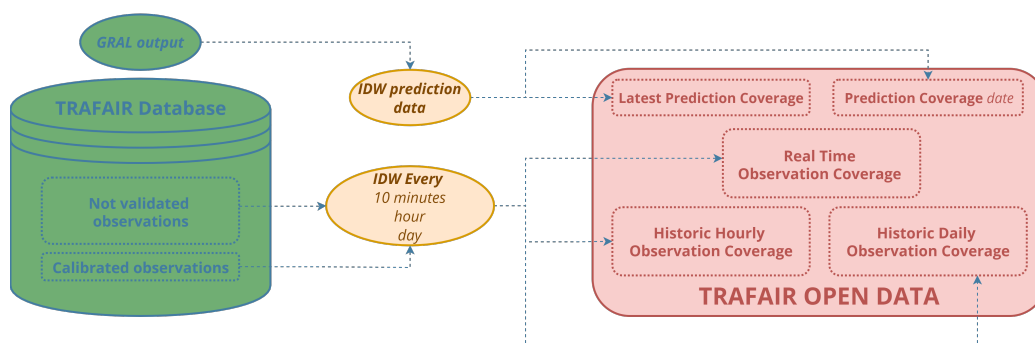 GRAL output
TRAFAIR Database
Not validated
observations
Calibrated observations
IDW prediction
data
IDW Every
10 minutes
hour
day
Latest Prediction Coverage
Prediction Coverage date
Real Time
Observation Coverage
Historic Hourly
Observation Coverage
Historic Daily
Observation Coverage
TRAFAIR OPEN DATA